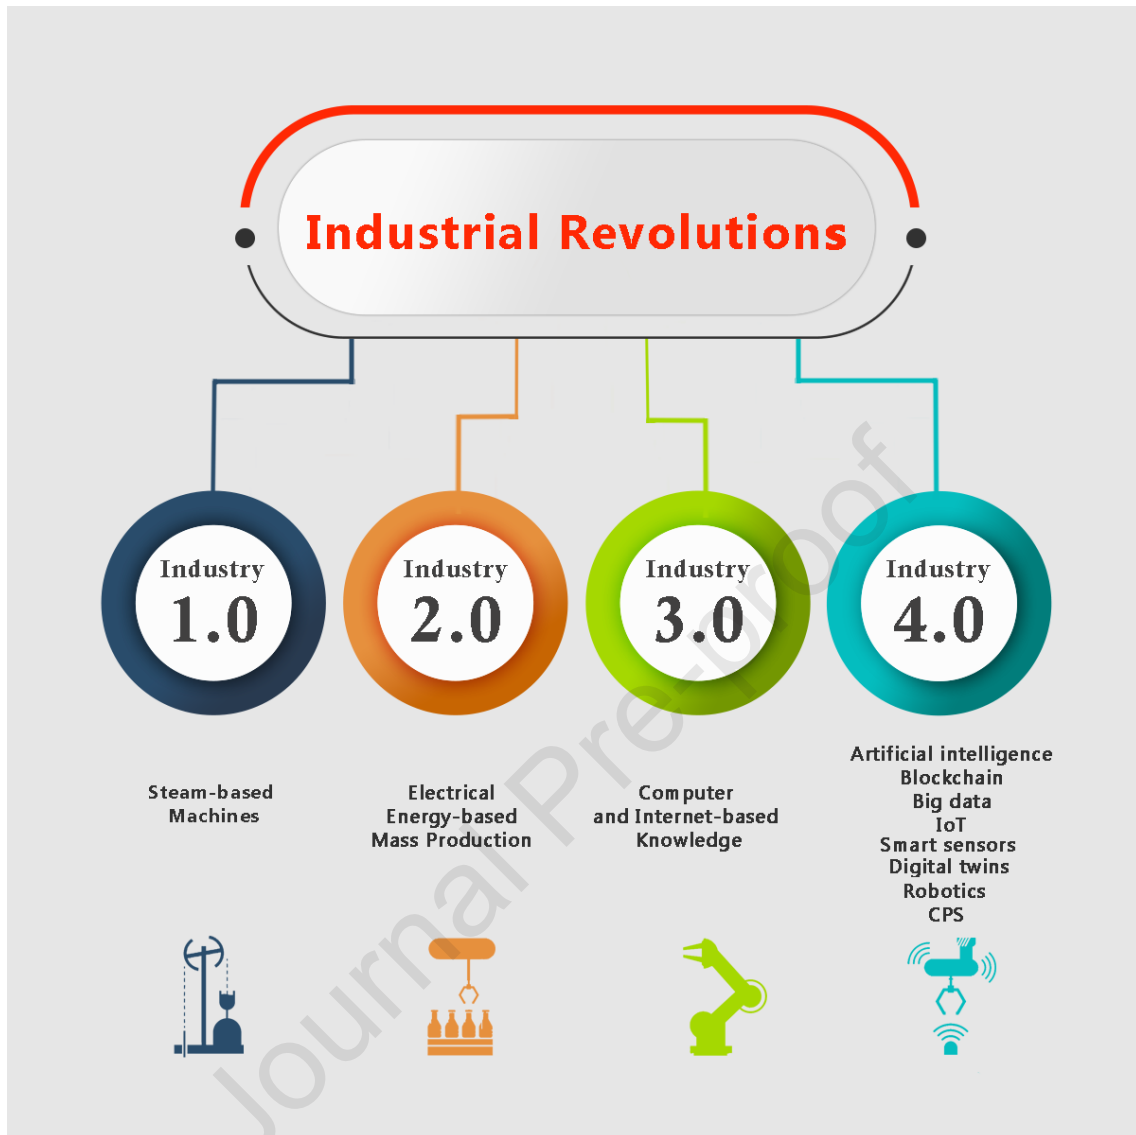 Industrial Revolutions
Industry
1.0
Industry
2.0
Industry
3.0
Industry
4.0
Steam-based
Machines
Electrical
Energy-based
Mass Production
Computer
and Internet-based
Knowledge
Artificial intelligence
Blockchain
Big data
IoT
Smart sensors
Digital twins
Robotics
CPS
Journal Pre-proof